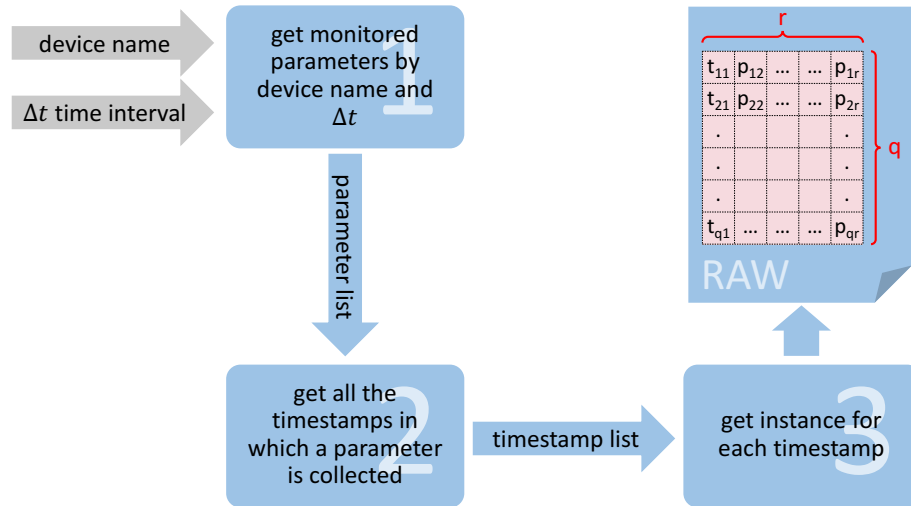 device name
Δt time interval
1
get monitored
parameters by
device name and
Δt
parameter list
2
get all the
timestamps in
which a parameter
is collected
timestamp list
3
get instance for
each timestamp
r
t₁₁ p₁₂ ... ... p₁ᵣ
t₂₁ p₂₂ ... ... p₂ᵣ
. .
. .
. .
t_q1 ... ... ... p_qr
q
RAW